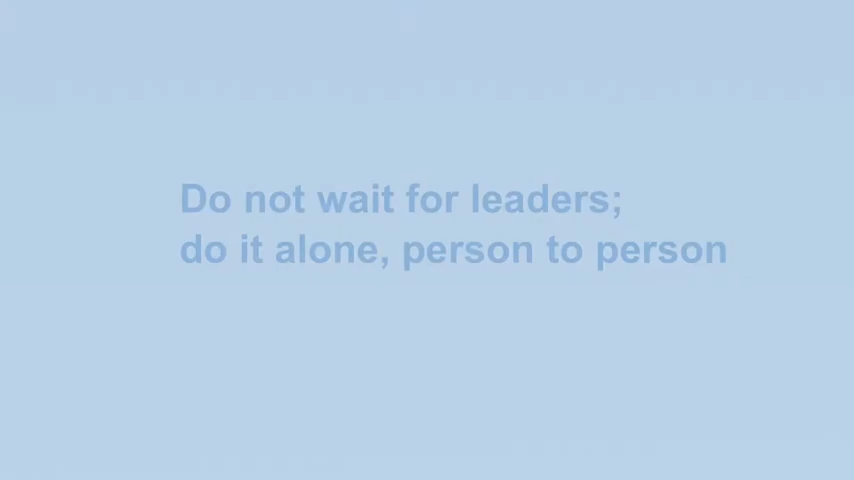 Do not wait for leaders;
do it alone, person to person